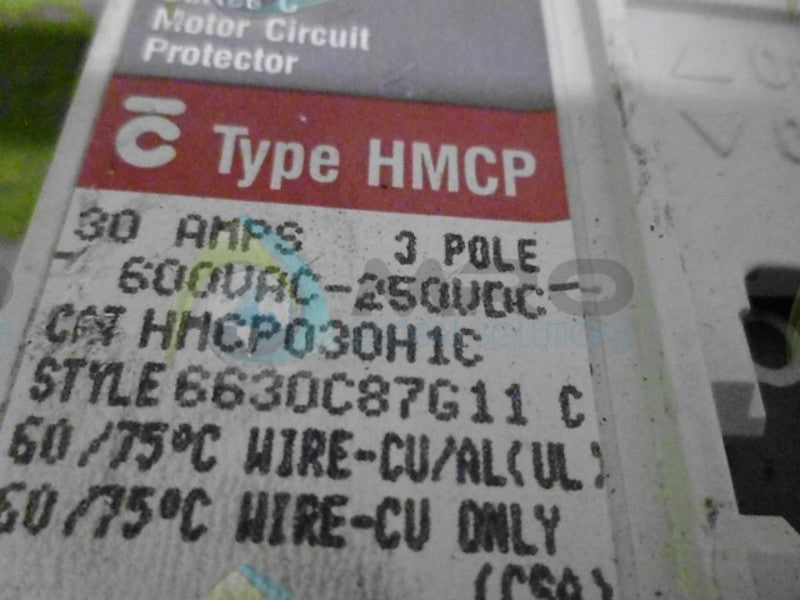 Series C
Motor Circuit
Protector
C Type HMCP
30 AMPS 3 POLE
600VAC-250VDC
CAT HMCP030H1C
STYLE 6630C87G11 C
60/75°C WIRE-CU/AL(UL)
60/75°C WIRE-CU ONLY
(CSA)